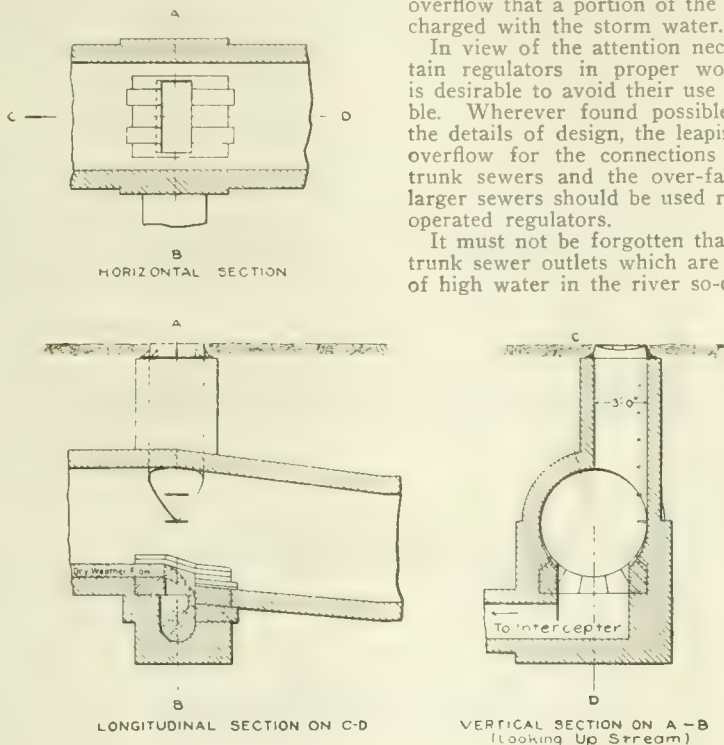 overflow that a portion of the
charged with the storm water.
In view of the attention nec
tain regulators in proper wo
is desirable to avoid their use
ble. Wherever found possible
the details of design, the leapi
overflow for the connections
trunk sewers and the over-fa
larger sewers should be used r
operated regulators.
It must not be forgotten tha
trunk sewer outlets which are
of high water in the river so-c
A
C
D
B
HORIZONTAL SECTION
A
Dry Weather Flow
B
LONGITUDINAL SECTION ON C-D
C
3'0"
To Intercepter
D
VERTICAL SECTION ON A-B
(Looking Up Stream)